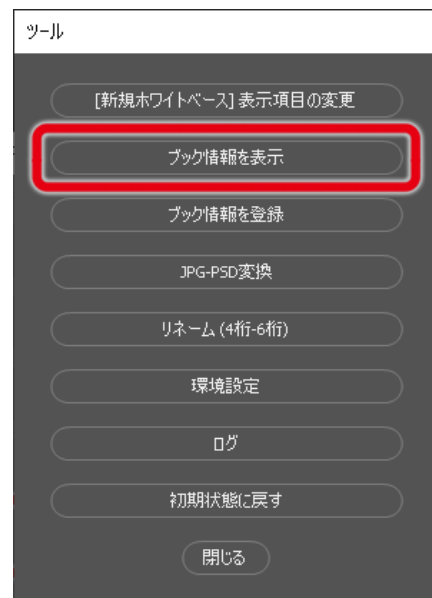 ツール
[新規ホワイトベース] 表示項目の変更
ブック情報を表示
ブック情報を登録
JPG-PSD変換
リネーム (4桁-6桁)
環境設定
ログ
初期状態に戻す
閉じる